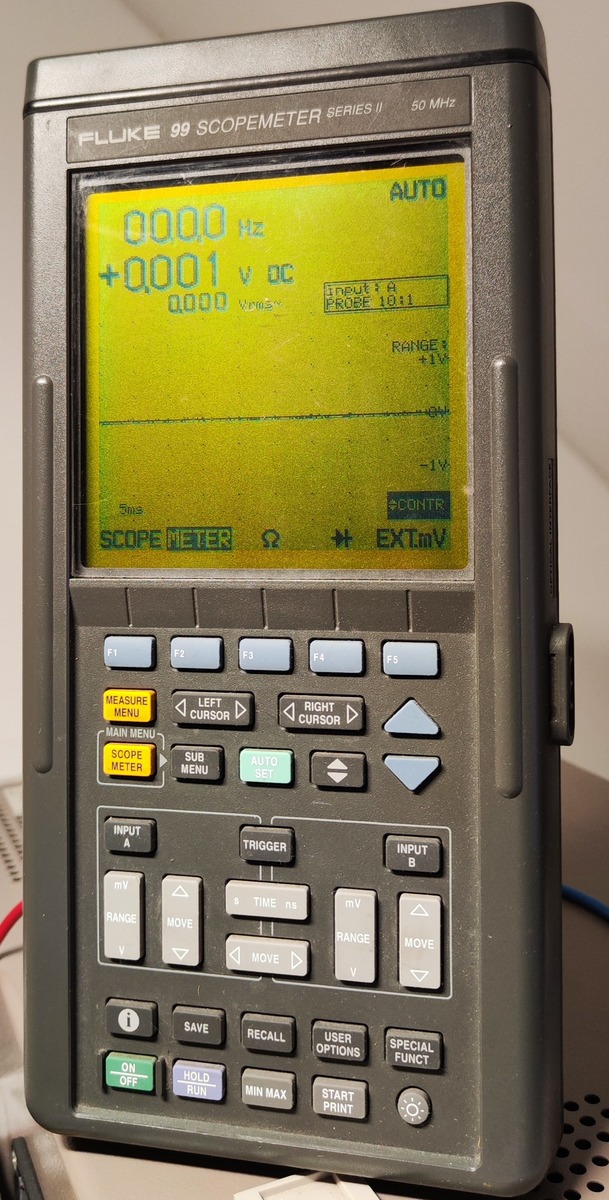 FLUKE 99 SCOPEMETER SERIES II 50 MHz
AUTO
000.0 Hz
+0.001 V DC
0.000 Vrms~
Input: A
PROBE 10:1
RANGE:
+1V
0V
-1V
5ms
CONTR
SCOPE METER Ω EXT.mV
F1 F2 F3 F4 F5
MEASURE MENU
LEFT CURSOR
RIGHT CURSOR
MAIN MENU
SCOPE METER
SUB MENU
AUTO SET
INPUT A
TRIGGER
INPUT B
mV RANGE V
MOVE
s TIME ns
MOVE
mV RANGE V
MOVE
i
SAVE
RECALL
USER OPTIONS
SPECIAL FUNCT
ON OFF
HOLD RUN
MIN MAX
START PRINT